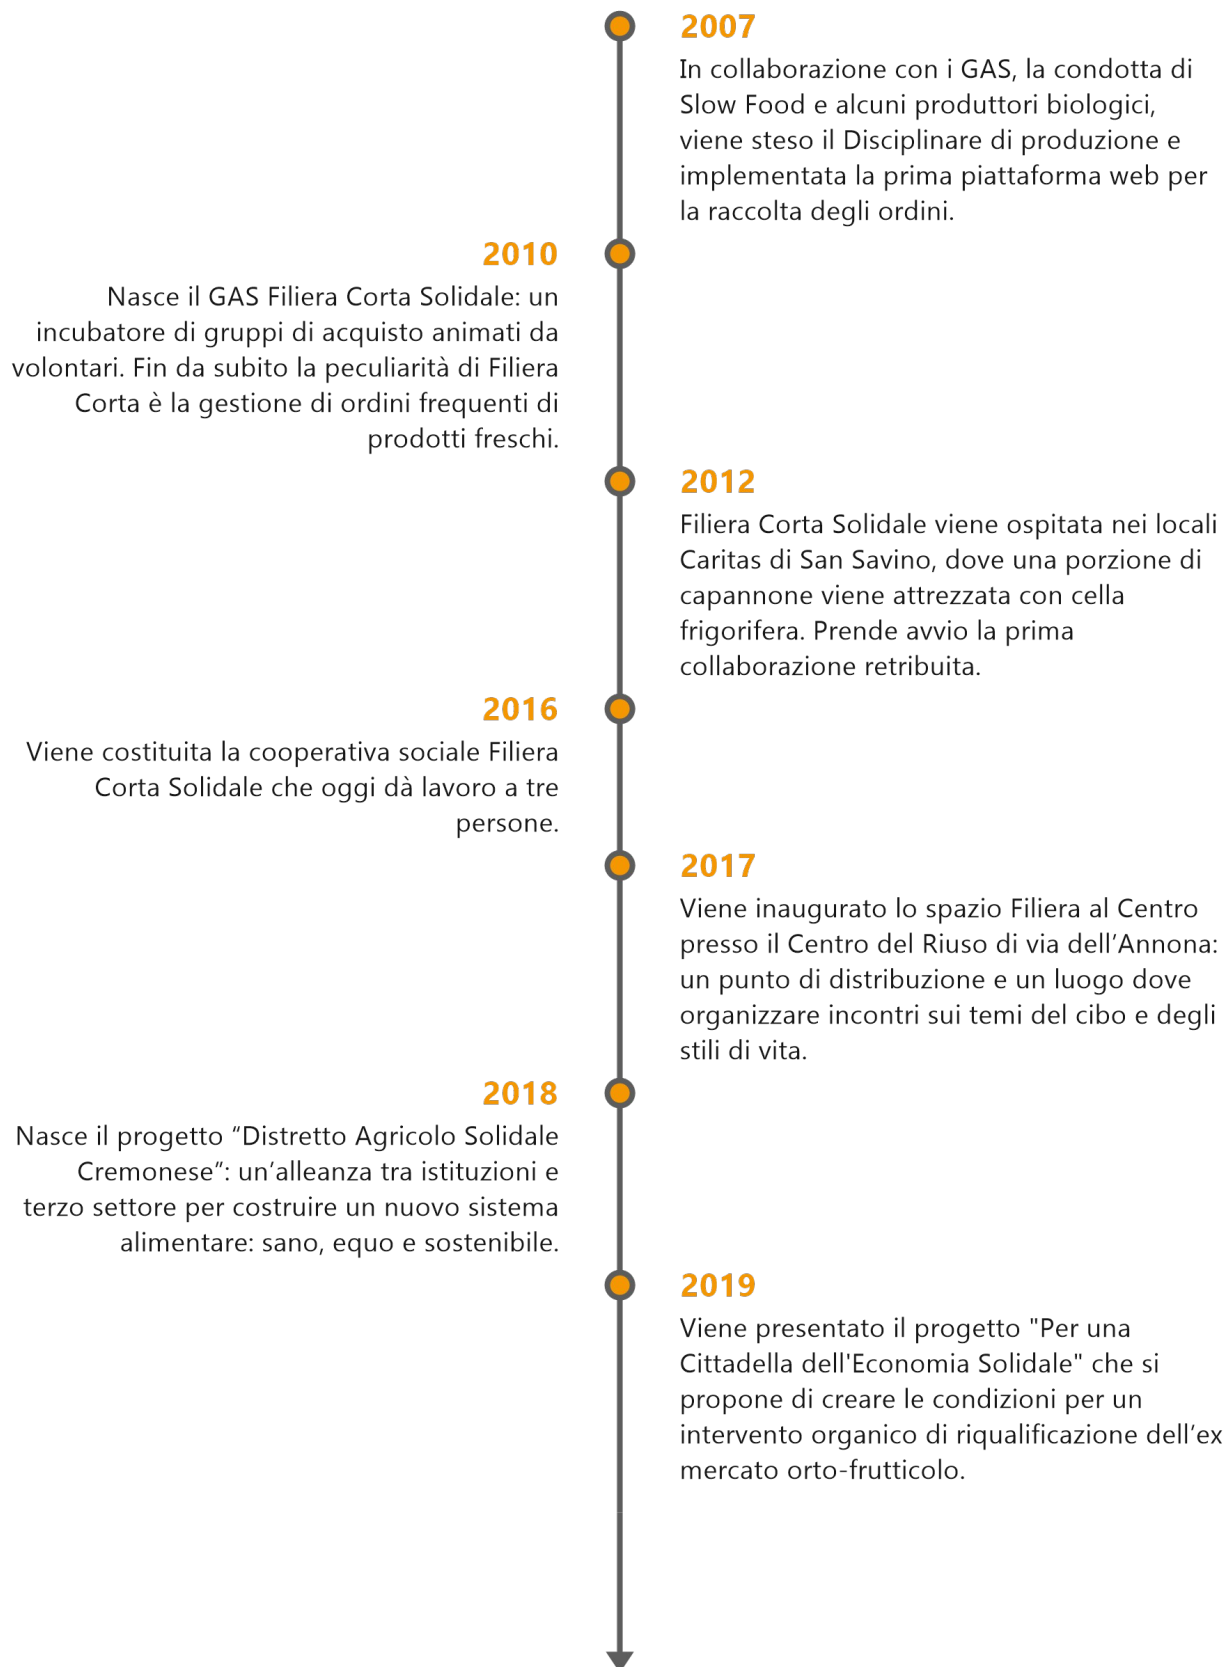 2007
In collaborazione con i GAS, la condotta di
Slow Food e alcuni produttori biologici,
viene steso il Disciplinare di produzione e
implementata la prima piattaforma web per
la raccolta degli ordini.
2010
Nasce il GAS Filiera Corta Solidale: un
incubatore di gruppi di acquisto animati da
volontari. Fin da subito la peculiarità di Filiera
Corta è la gestione di ordini frequenti di
prodotti freschi.
2012
Filiera Corta Solidale viene ospitata nei locali
Caritas di San Savino, dove una porzione di
capannone viene attrezzata con cella
frigorifera. Prende avvio la prima
collaborazione retribuita.
2016
Viene costituita la cooperativa sociale Filiera
Corta Solidale che oggi dà lavoro a tre
persone.
2017
Viene inaugurato lo spazio Filiera al Centro
presso il Centro del Riuso di via dell’Annona:
un punto di distribuzione e un luogo dove
organizzare incontri sui temi del cibo e degli
stili di vita.
2018
Nasce il progetto “Distretto Agricolo Solidale
Cremonese”: un’alleanza tra istituzioni e
terzo settore per costruire un nuovo sistema
alimentare: sano, equo e sostenibile.
2019
Viene presentato il progetto "Per una
Cittadella dell'Economia Solidale" che si
propone di creare le condizioni per un
intervento organico di riqualificazione dell’ex
mercato orto-frutticolo.